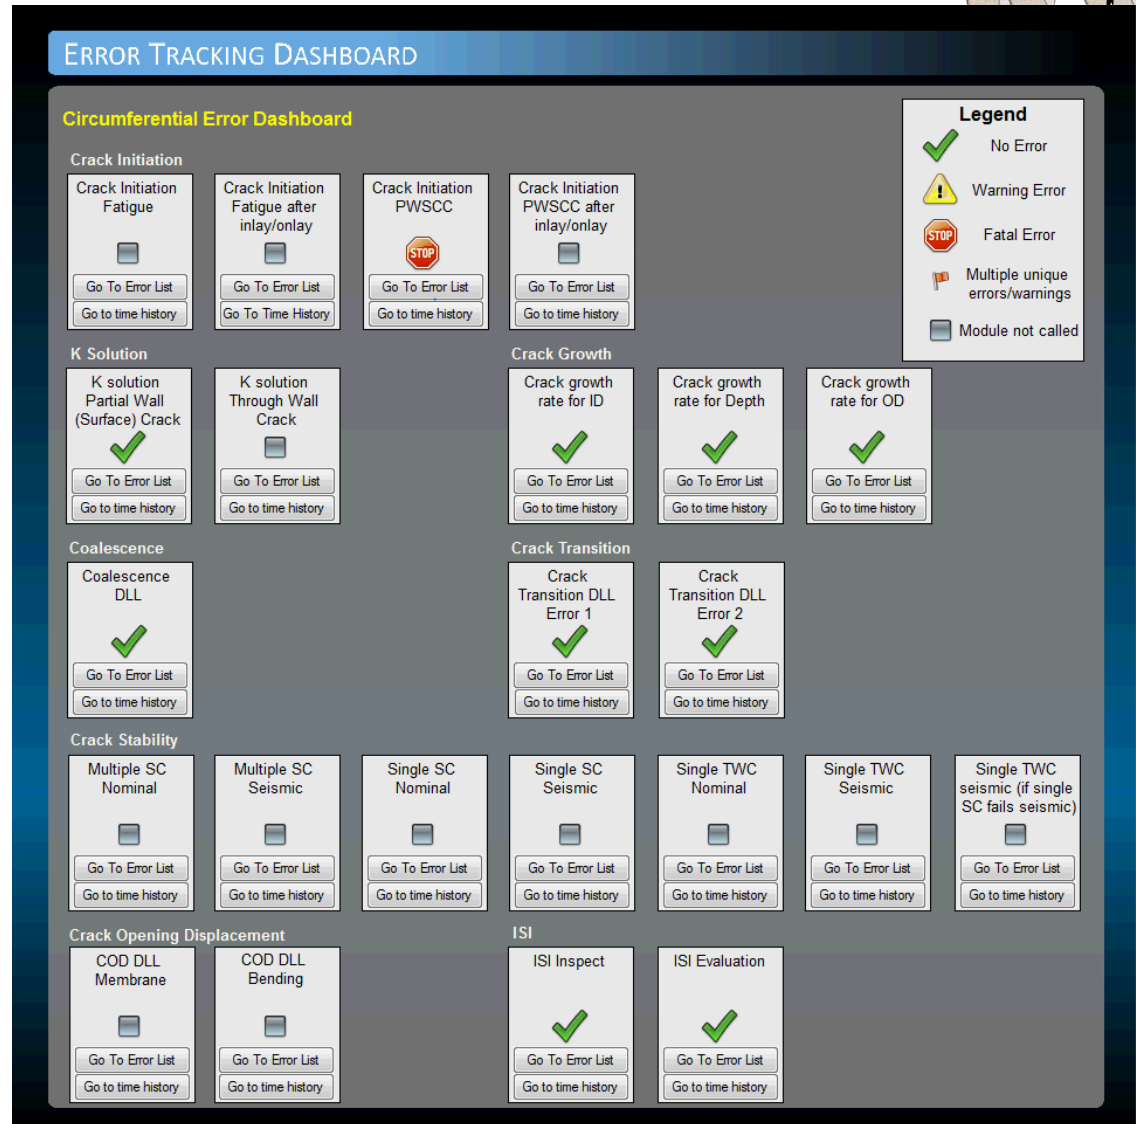 ERROR TRACKING DASHBOARD
Circumferential Error Dashboard
Legend
No Error
Warning Error
STOP
Fatal Error
Multiple unique
errors/warnings
Module not called
Crack Initiation
Crack Initiation
Fatigue
Go To Error List
Go to time history
Crack Initiation
Fatigue after
inlay/onlay
Go To Error List
Go To Time History
Crack Initiation
PWSCC
STOP
Go To Error List
Go to time history
Crack Initiation
PWSCC after
inlay/onlay
Go To Error List
Go to time history
K Solution
K solution
Partial Wall
(Surface) Crack
Go To Error List
Go to time history
K solution
Through Wall
Crack
Go To Error List
Go to time history
Crack Growth
Crack growth
rate for ID
Go To Error List
Go to time history
Crack growth
rate for Depth
Go To Error List
Go to time history
Crack growth
rate for OD
Go To Error List
Go to time history
Coalescence
Coalescence
DLL
Go To Error List
Go to time history
Crack Transition
Crack
Transition DLL
Error 1
Go To Error List
Go to time history
Crack
Transition DLL
Error 2
Go To Error List
Go to time history
Crack Stability
Multiple SC
Nominal
Go To Error List
Go to time history
Multiple SC
Seismic
Go To Error List
Go to time history
Single SC
Nominal
Go To Error List
Go to time history
Single SC
Seismic
Go To Error List
Go to time history
Single TWC
Nominal
Go To Error List
Go to time history
Single TWC
Seismic
Go To Error List
Go to time history
Single TWC
seismic (if single
SC fails seismic)
Go To Error List
Go to time history
Crack Opening Displacement
COD DLL
Membrane
Go To Error List
Go to time history
COD DLL
Bending
Go To Error List
Go to time history
ISI
ISI Inspect
Go To Error List
Go to time history
ISI Evaluation
Go To Error List
Go to time history